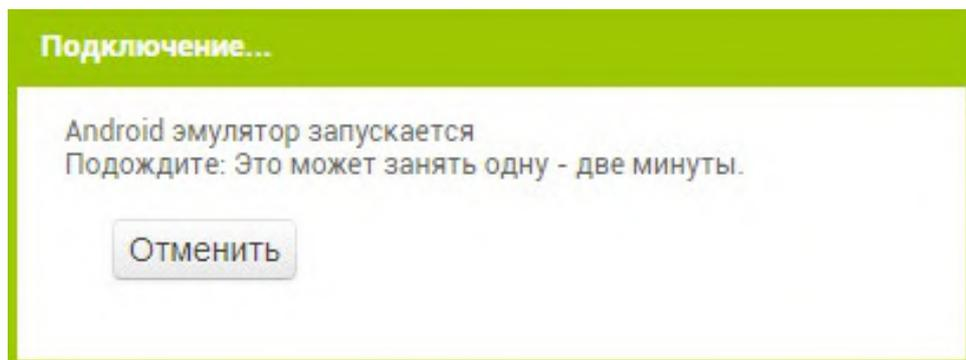 Подключение...
Android эмулятор запускается
Подождите: Это может занять одну - две минуты.
Отменить